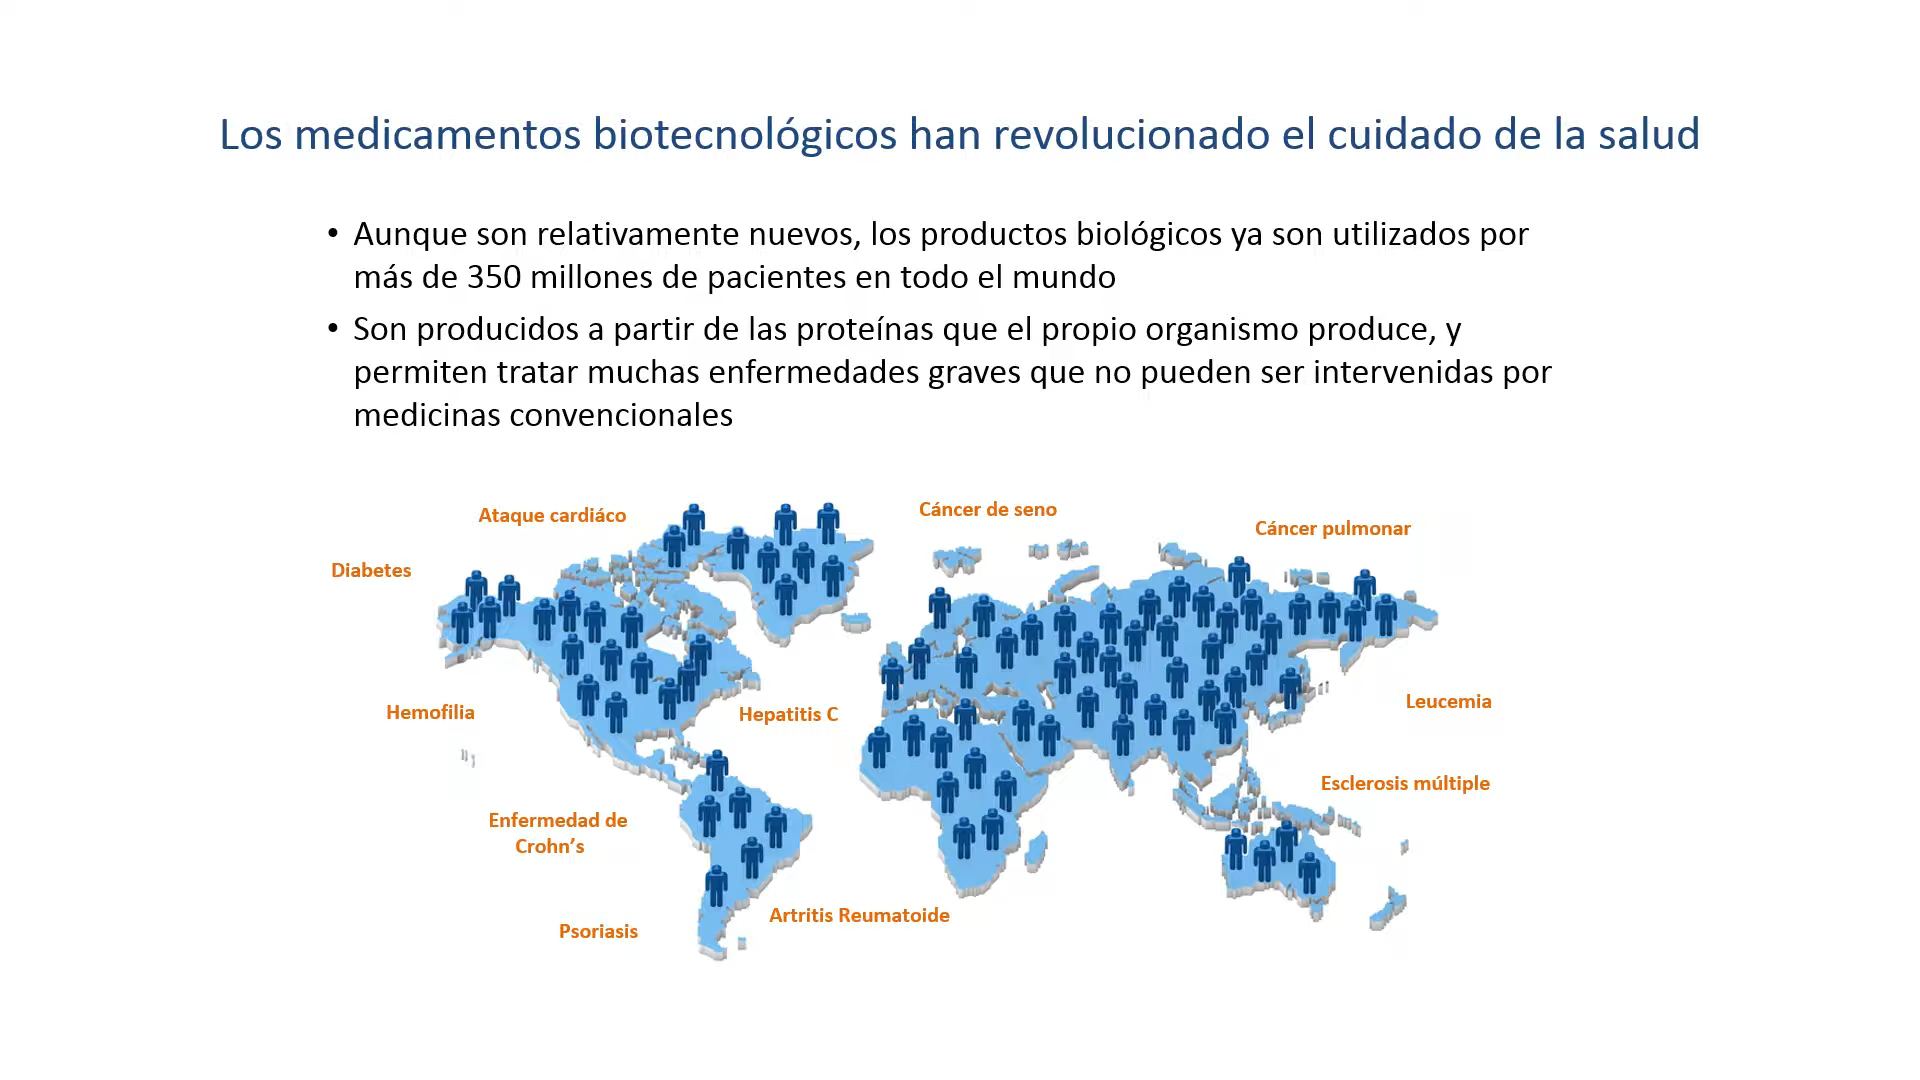 Los medicamentos biotecnológicos han revolucionado el cuidado de la salud
• Aunque son relativamente nuevos, los productos biológicos ya son utilizados por
más de 350 millones de pacientes en todo el mundo
• Son producidos a partir de las proteínas que el propio organismo produce, y
permiten tratar muchas enfermedades graves que no pueden ser intervenidas por
medicinas convencionales
Ataque cardiáco
Cáncer de seno
Cáncer pulmonar
Diabetes
Hemofilia
Hepatitis C
Leucemia
Esclerosis múltiple
Enfermedad de
Crohn’s
Artritis Reumatoide
Psoriasis